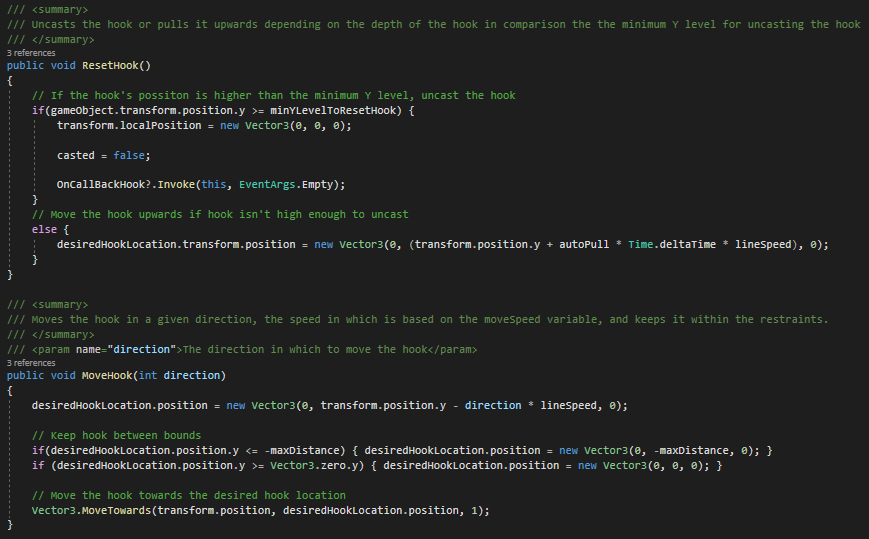 /// <summary>
/// Uncasts the hook or pulls it upwards depending on the depth of the hook in comparison the the minimum Y level for uncasting the hook
/// </summary>
3 references
public void ResetHook()
{
// If the hook's possiton is higher than the minimum Y level, uncast the hook
if(gameObject.transform.position.y >= minYLevelToResetHook) {
transform.localPosition = new Vector3(0, 0, 0);
casted = false;
OnCallBackHook?.Invoke(this, EventArgs.Empty);
}
// Move the hook upwards if hook isn't high enough to uncast
else {
desiredHookLocation.transform.position = new Vector3(0, (transform.position.y + autoPull * Time.deltaTime * lineSpeed), 0);
}
}
/// <summary>
/// Moves the hook in a given direction, the speed in which is based on the moveSpeed variable, and keeps it within the restraints.
/// </summary>
/// <param name="direction">The direction in which to move the hook</param>
3 references
public void MoveHook(int direction)
{
desiredHookLocation.position = new Vector3(0, transform.position.y - direction * lineSpeed, 0);
// Keep hook between bounds
if(desiredHookLocation.position.y <= -maxDistance) { desiredHookLocation.position = new Vector3(0, -maxDistance, 0); }
if (desiredHookLocation.position.y >= Vector3.zero.y) { desiredHookLocation.position = new Vector3(0, 0, 0); }
// Move the hook towards the desired hook location
Vector3.MoveTowards(transform.position, desiredHookLocation.position, 1);
}